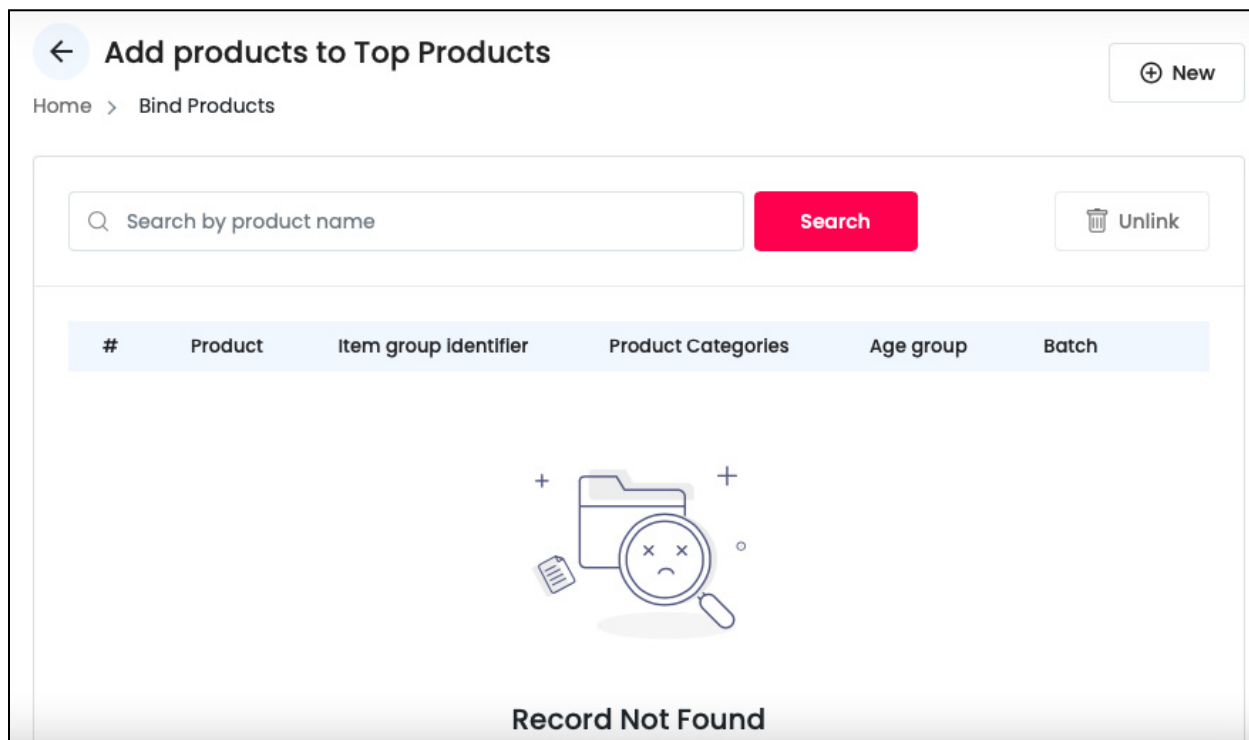 Add products to Top Products
New
Home > Bind Products
Search by product name
Search
Unlink
# Product Item group identifier Product Categories Age group Batch
Record Not Found